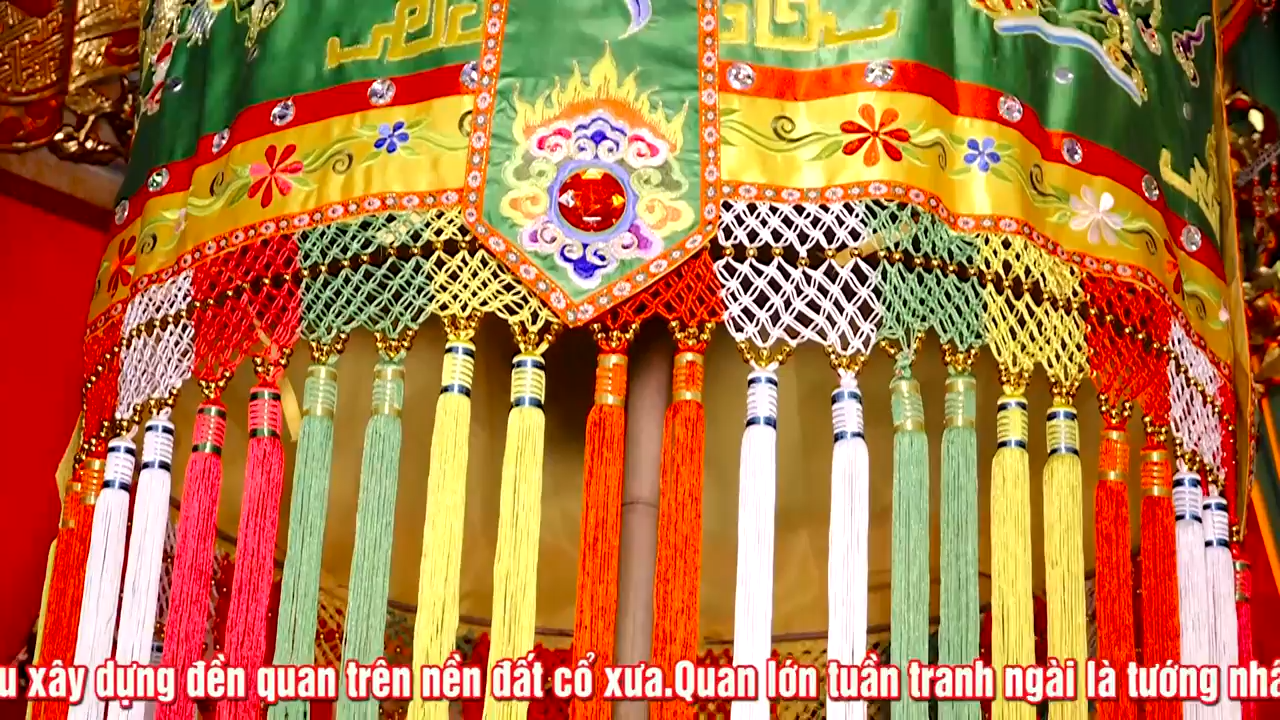 xây dựng đền quan trên nền đất cổ xưa.Quan lớn tuần tranh ngài là tướng